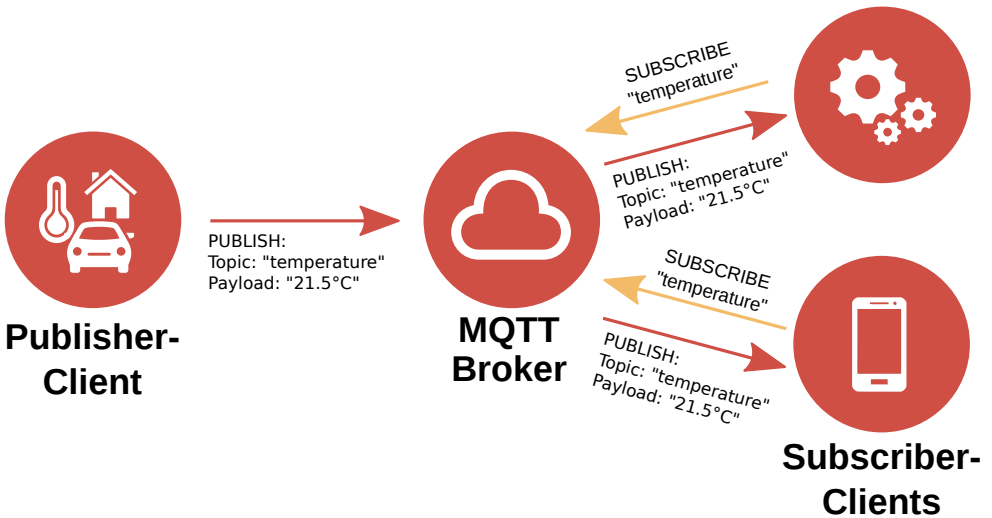 PUBLISH:
Topic: "temperature"
Payload: "21.5°C"
Publisher-
Client
MQTT
Broker
SUBSCRIBE
"temperature"
PUBLISH:
Topic: "temperature"
Payload: "21.5°C"
SUBSCRIBE
"temperature"
PUBLISH:
Topic: "temperature"
Payload: "21.5°C"
Subscriber-
Clients